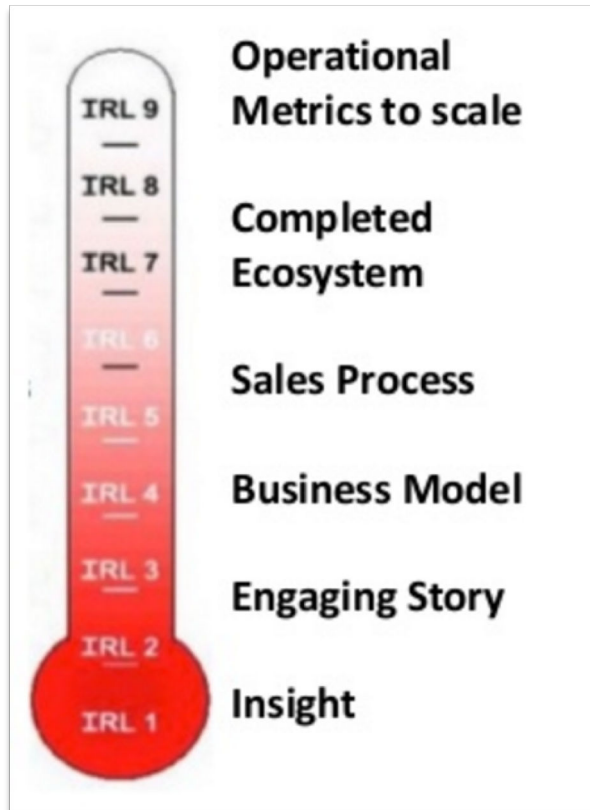 Operational
Metrics to scale
IRL 9
IRL 8
Completed
Ecosystem
IRL 7
IRL 6
Sales Process
IRL 5
Business Model
IRL 4
IRL 3
Engaging Story
IRL 2
Insight
IRL 1